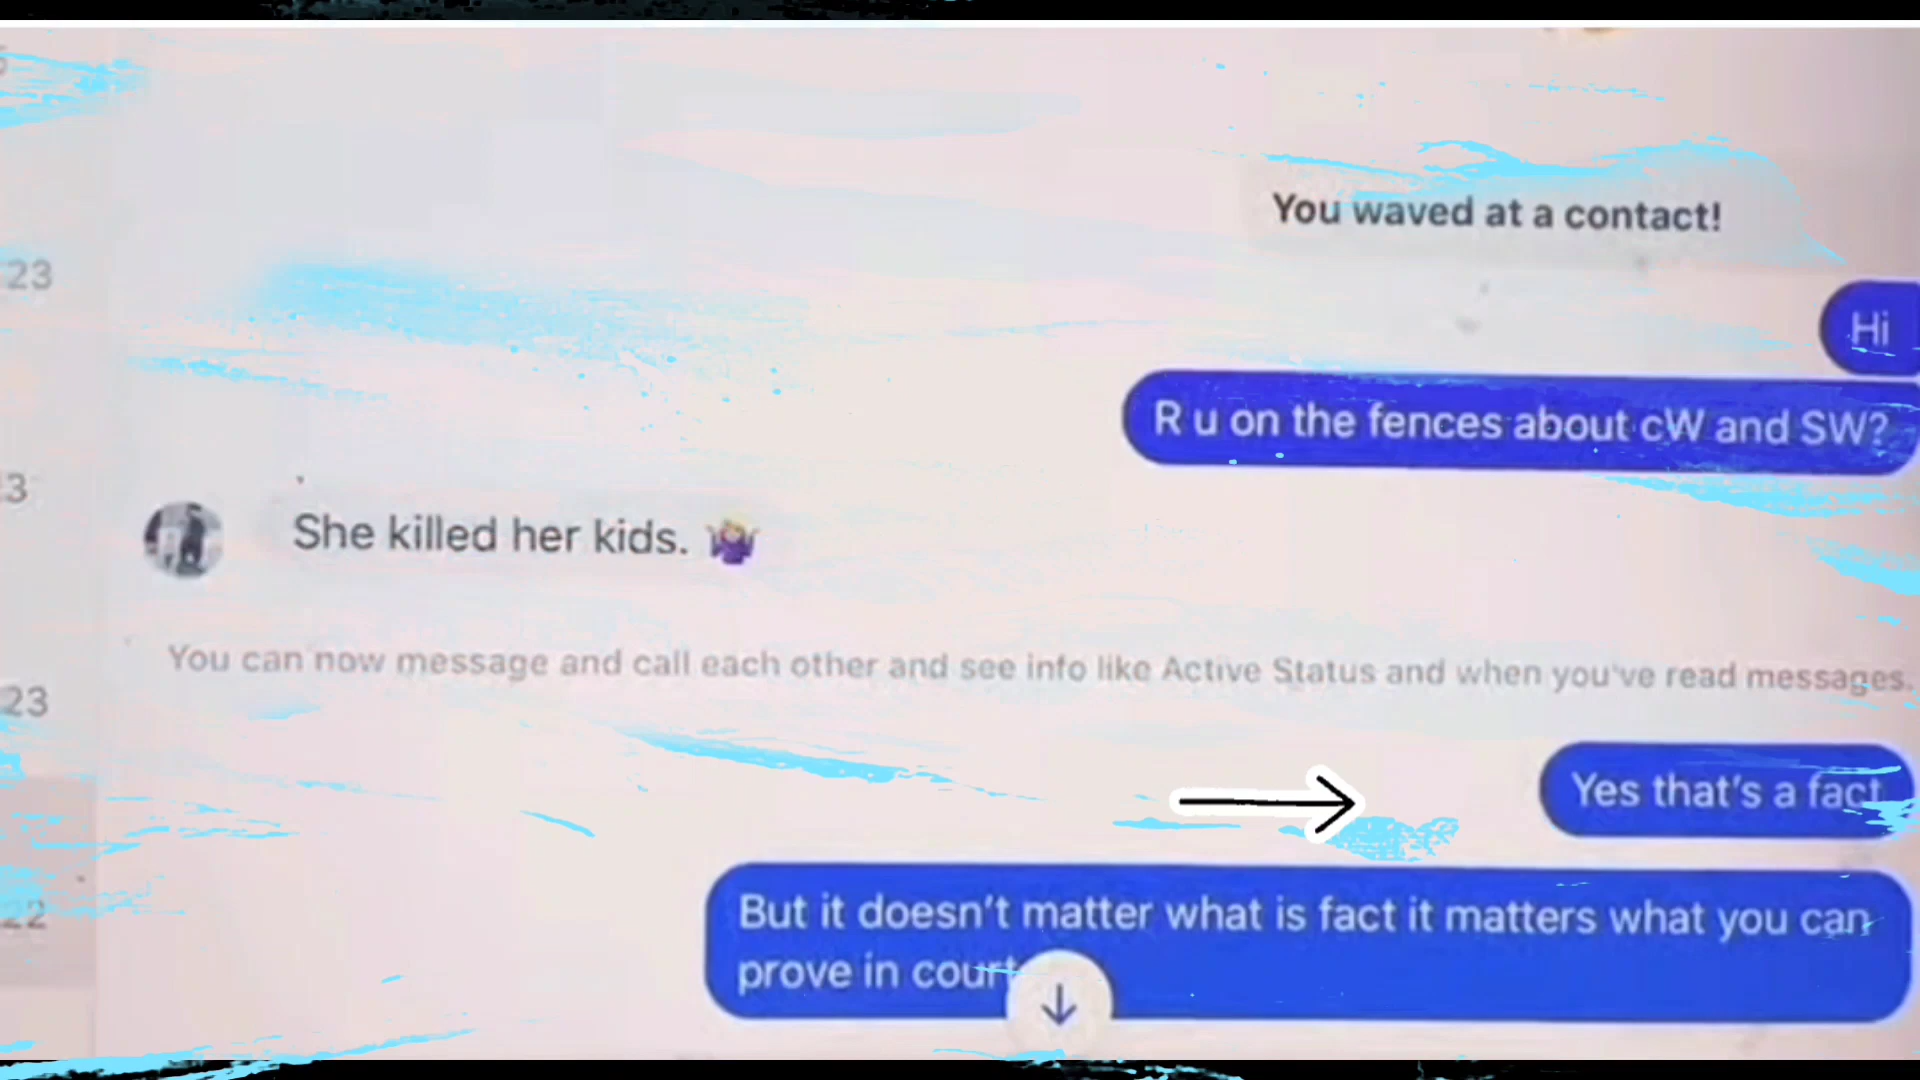 You waved at a contact!
23
Hi
R u on the fences about cW and SW?
She killed her kids. 🤷🏼‍♀️
You can now message and call each other and see info like Active Status and when you've read messages.
23
Yes that's a fact
22
But it doesn't matter what is fact it matters what you can
prove in court